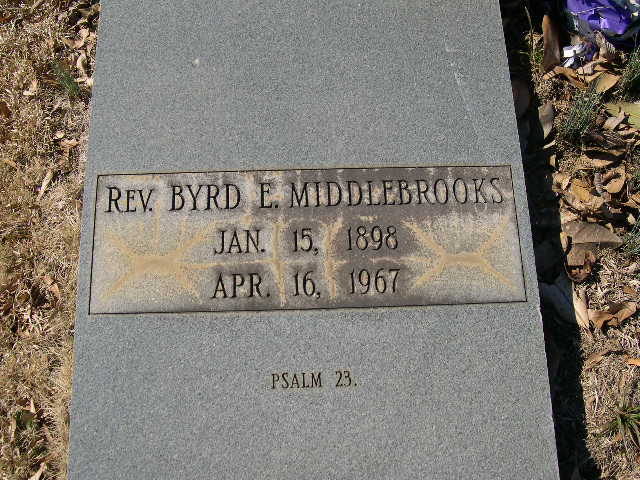 REV. BYRD E. MIDDLEBROOKS
JAN. 15, 1898
APR. 16, 1967
PSALM 23.